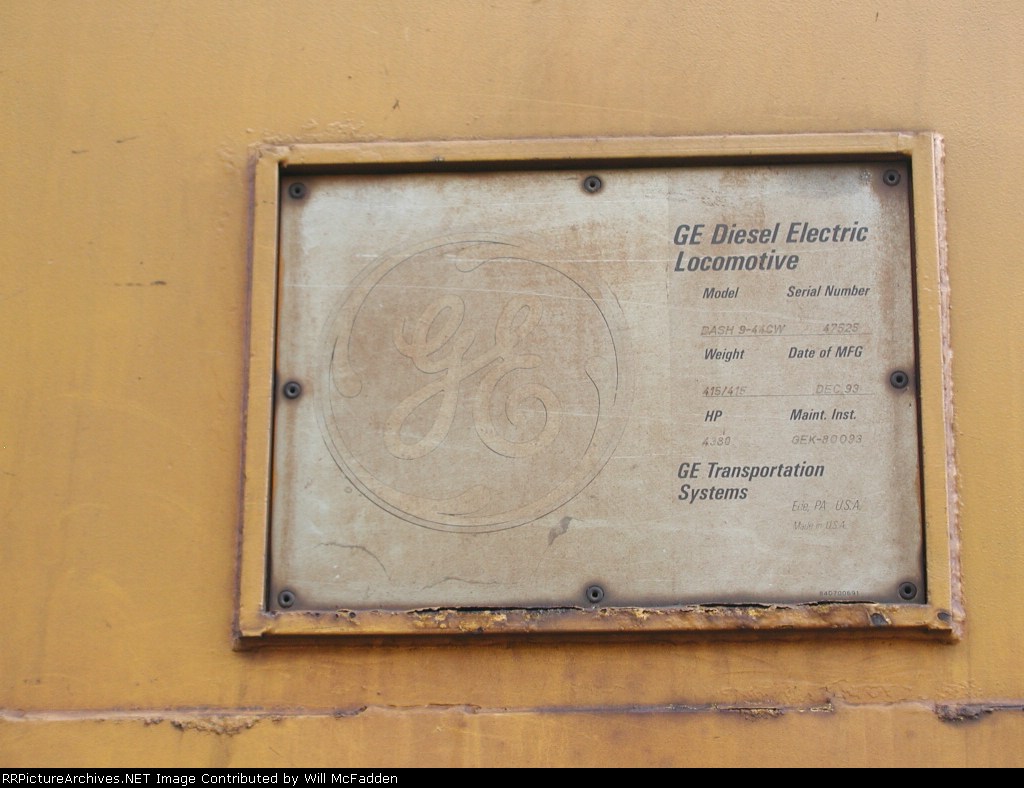 GE
GE Diesel Electric
Locomotive
Model Serial Number
DASH 9-44CW 47525
Weight Date of MFG
415/415 DEC,93
HP Maint. Inst.
4380 GEK-80093
GE Transportation
Systems
Erie, PA U.S.A.
Made in U.S.A.
RRPictureArchives.NET Image Contributed by Will McFadden